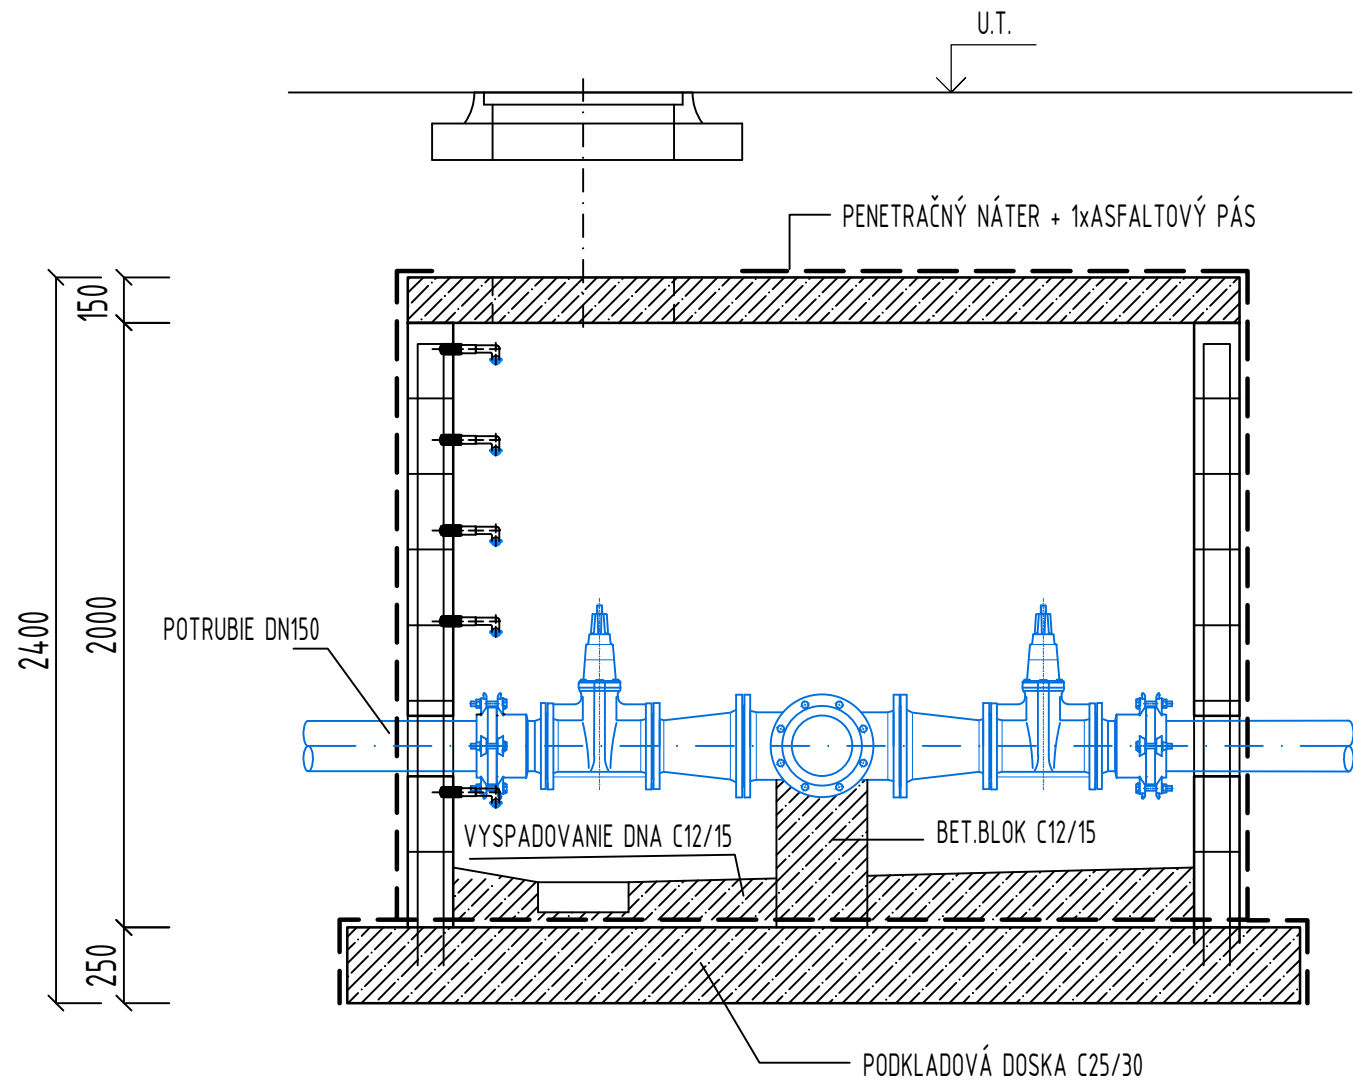 U.T.
PENETRAČNÝ NÁTER + 1xASFALTOVÝ PÁS
150
2400
2000
POTRUBIE DN150
VYSPADOVANIE DNA C12/15
BET.BLOK C12/15
250
PODKLADOVÁ DOSKA C25/30